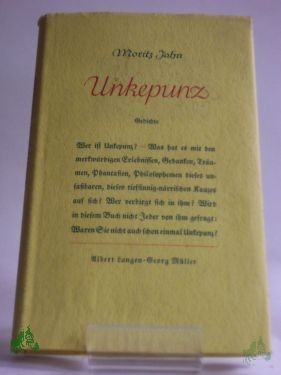 Moritz Jahn
Unkepunz
Gedichte
Wer ist Unkepunz? – Was hat es mit den
merkwürdigen Erlebnissen, Gedanken, Träu-
men, Phantasien, Philosophemen dieses un-
faßbaren, dieses tiefsinnig-närrischen Kauzes
auf sich? Wer verbirgt sich in ihm? Wird
in diesem Buch nicht Jeder von ihm gefragt:
Waren Sie nicht auch schon einmal Unkepunz?
Albert Langen-Georg Müller